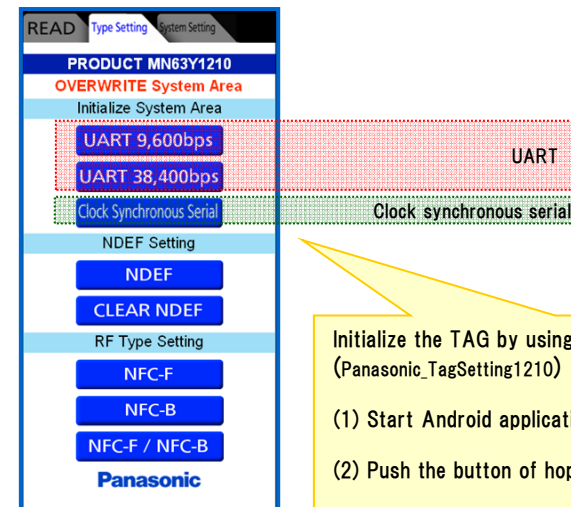 READ Type Setting System Setting
PRODUCT MN63Y1210
OVERWRITE System Area
Initialize System Area
UART 9,600bps
UART
UART 38,400bps
Clock Synchronous Serial
Clock synchronous serial
NDEF Setting
NDEF
CLEAR NDEF
RF Type Setting
Initialize the TAG by using
(Panasonic_TagSetting1210)
NFC-F
NFC-B
(1) Start Android
NFC-F / NFC-B
(2) Push the button of
Panasonic